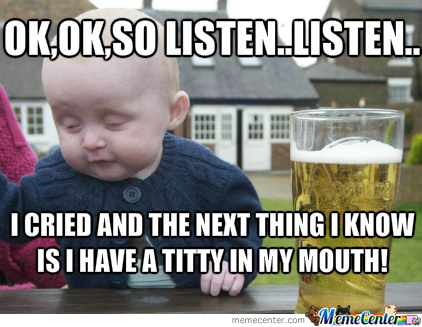 OK,OK,SO LISTEN..LISTEN..
I CRIED AND THE NEXT THING I KNOW
IS I HAVE A TITTY IN MY MOUTH!
memecenter.com MemeCenter